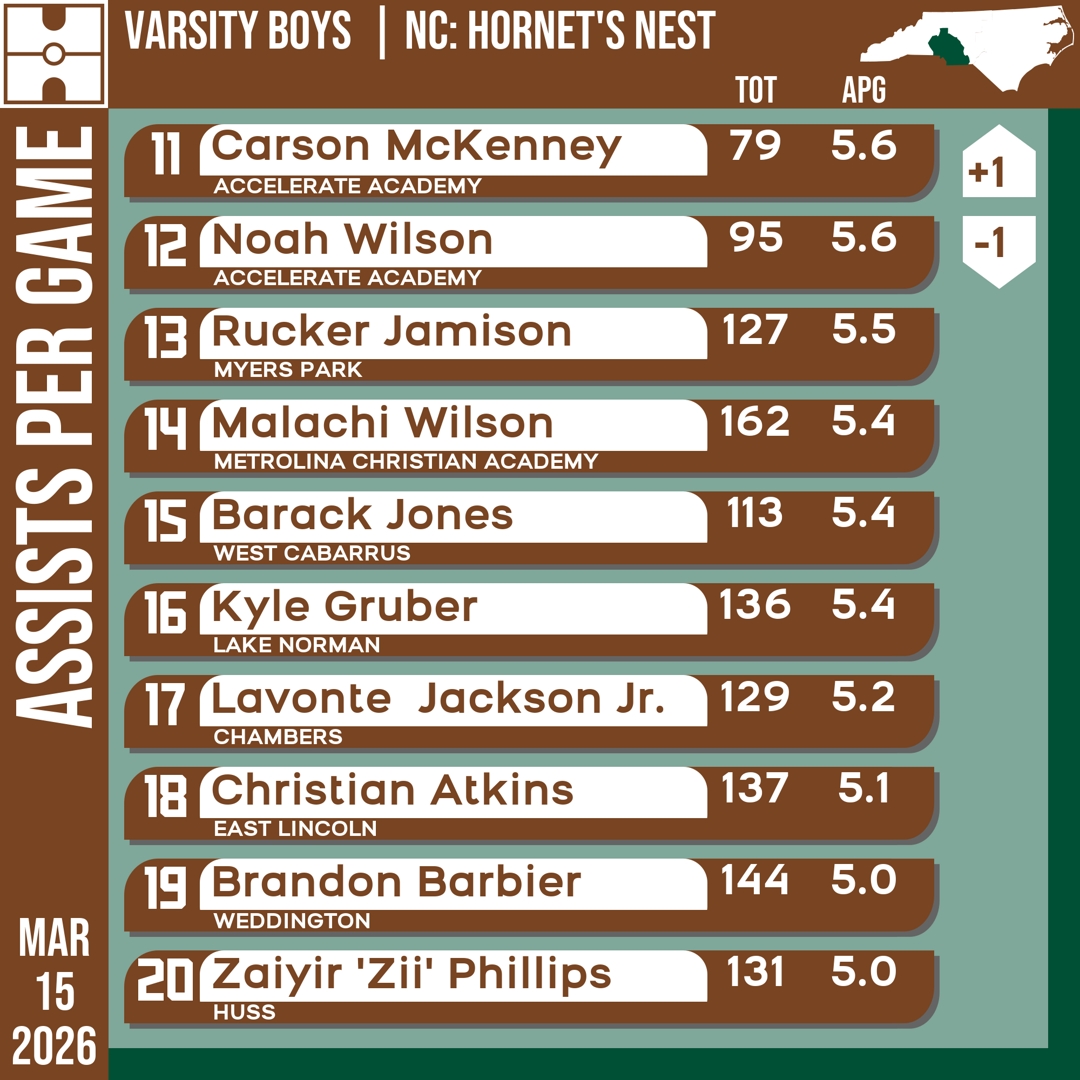 VARSITY BOYS | NC: HORNET'S NEST
TOT APG
ASSISTS PER GAME
11 Carson McKenney 79 5.6 +1
ACCELERATE ACADEMY
12 Noah Wilson 95 5.6 -1
ACCELERATE ACADEMY
13 Rucker Jamison 127 5.5
MYERS PARK
14 Malachi Wilson 162 5.4
METROLINA CHRISTIAN ACADEMY
15 Barack Jones 113 5.4
WEST CABARRUS
16 Kyle Gruber 136 5.4
LAKE NORMAN
17 Lavonte  Jackson Jr. 129 5.2
CHAMBERS
18 Christian Atkins 137 5.1
EAST LINCOLN
19 Brandon Barbier 144 5.0
WEDDINGTON
20 Zaiyir 'Zii' Phillips 131 5.0
HUSS
MAR
15
2026